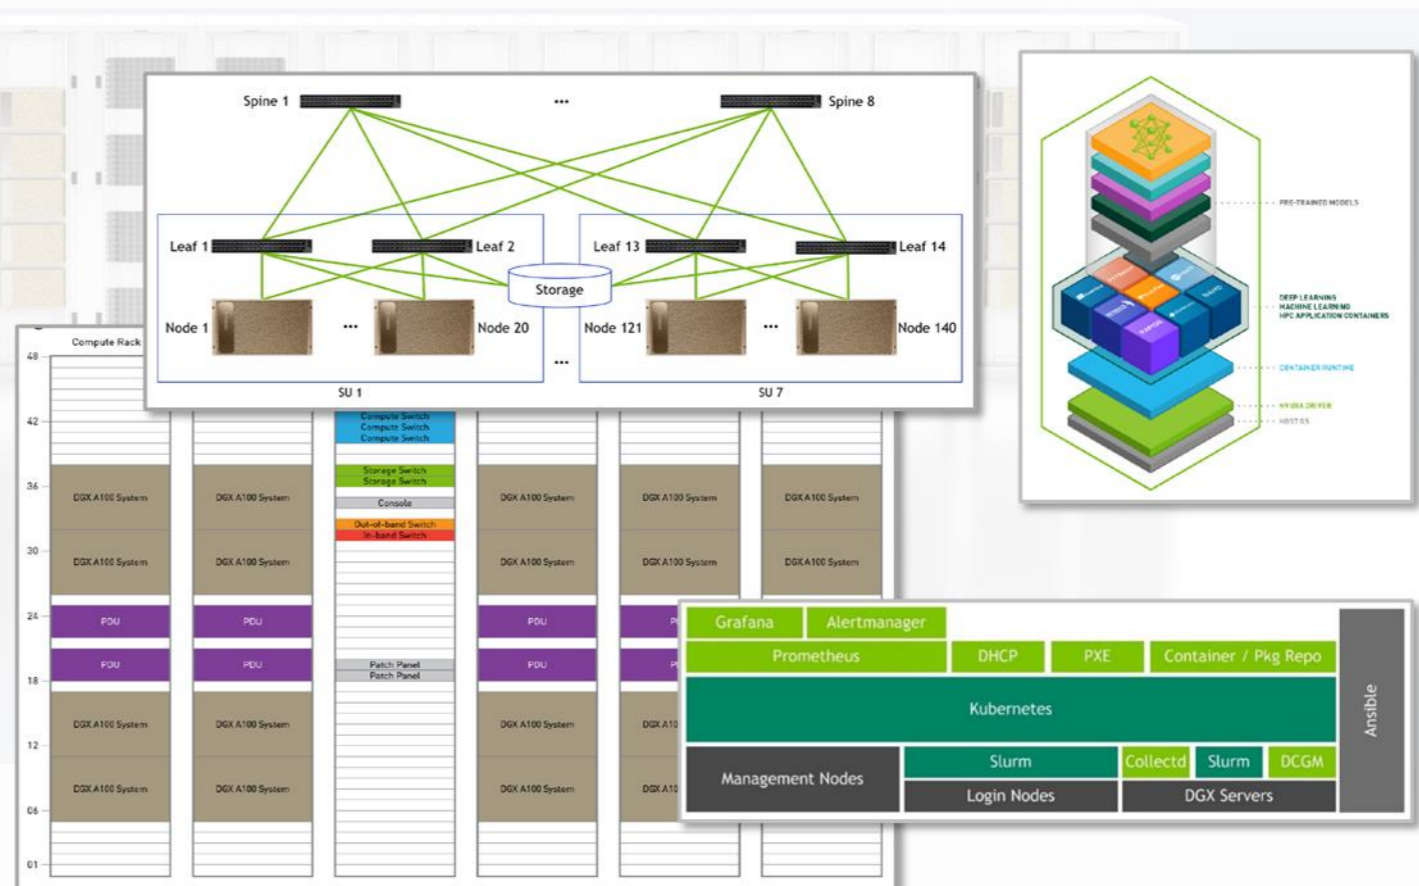 Spine 1
...
Spine 8
Leaf 1
Leaf 2
Leaf 13
Leaf 14
Storage
Node 1
...
Node 20
Node 121
...
Node 140
...
SU 1
SU 7
PRE-TRAINED MODELS
DEEP LEARNING
MACHINE LEARNING
HPC APPLICATION CONTAINERS
CONTAINER RUNTIME
NVIDIA DRIVER
HOST OS
RAPIDS
Compute Rack
48
42
36
30
24
18
12
06
01
DGX A100 System
DGX A100 System
PDU
PDU
DGX A100 System
DGX A100 System
DGX A100 System
DGX A100 System
PDU
PDU
DGX A100 System
DGX A100 System
Compute Switch
Compute Switch
Compute Switch
Storage Switch
Storage Switch
Console
Out-of-band Switch
In-band Switch
Patch Panel
Patch Panel
DGX A100 System
DGX A100 System
PDU
PDU
DGX A100 System
DGX A100 System
DGX A100 System
DGX A100 System
P
P
DGX A10
DGX A10
DGX A100 System
DGX A100 System
Grafana
Alertmanager
Prometheus
DHCP
PXE
Container / Pkg Repo
Kubernetes
Management Nodes
Slurm
Login Nodes
Collectd
Slurm
DCGM
DGX Servers
Ansible